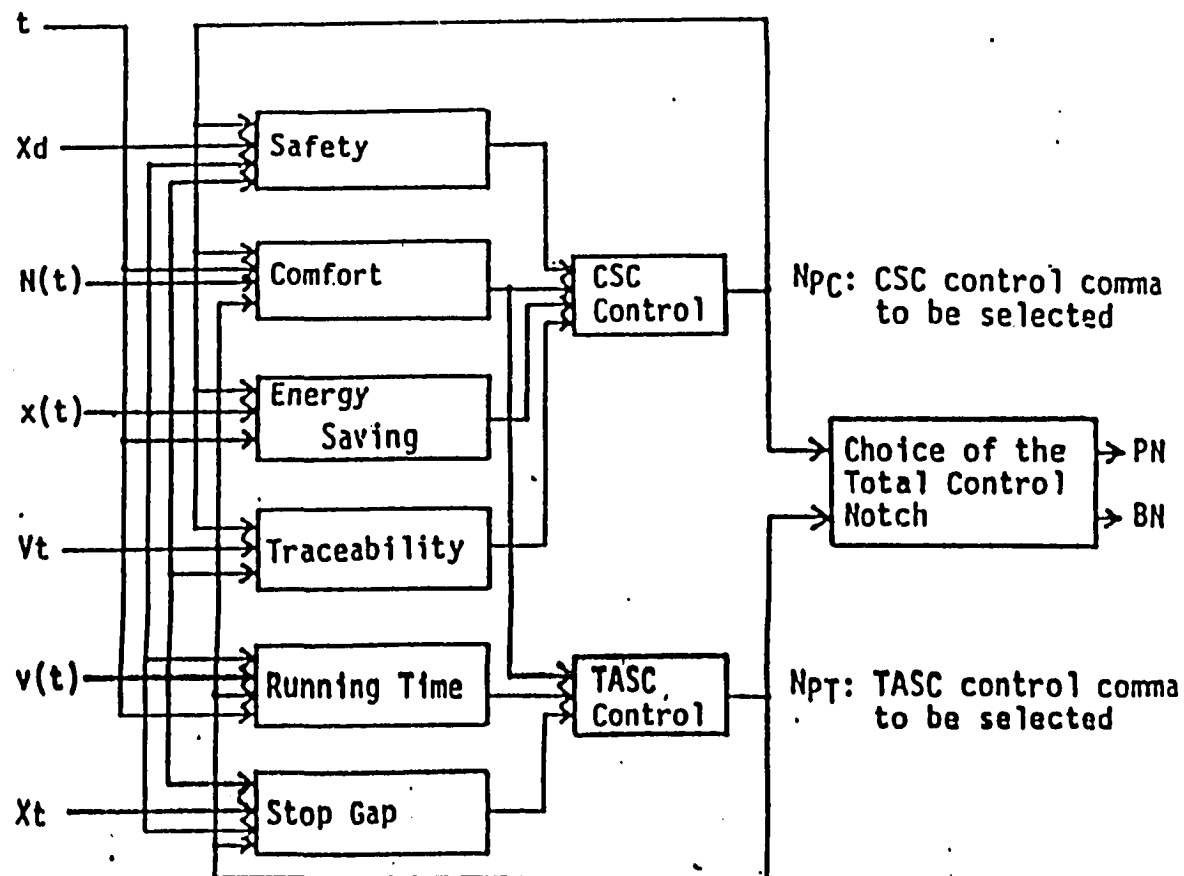 t
Xd
Safety
N(t)
Comfort
CSC
Control
NPC: CSC control comma
to be selected
x(t)
Energy
Saving
Choice of the
Total Control
Notch
PN
BN
Vt
Traceability
v(t)
Running Time
TASC
Control
NPT: TASC control comma
to be selected
Xt
Stop Gap